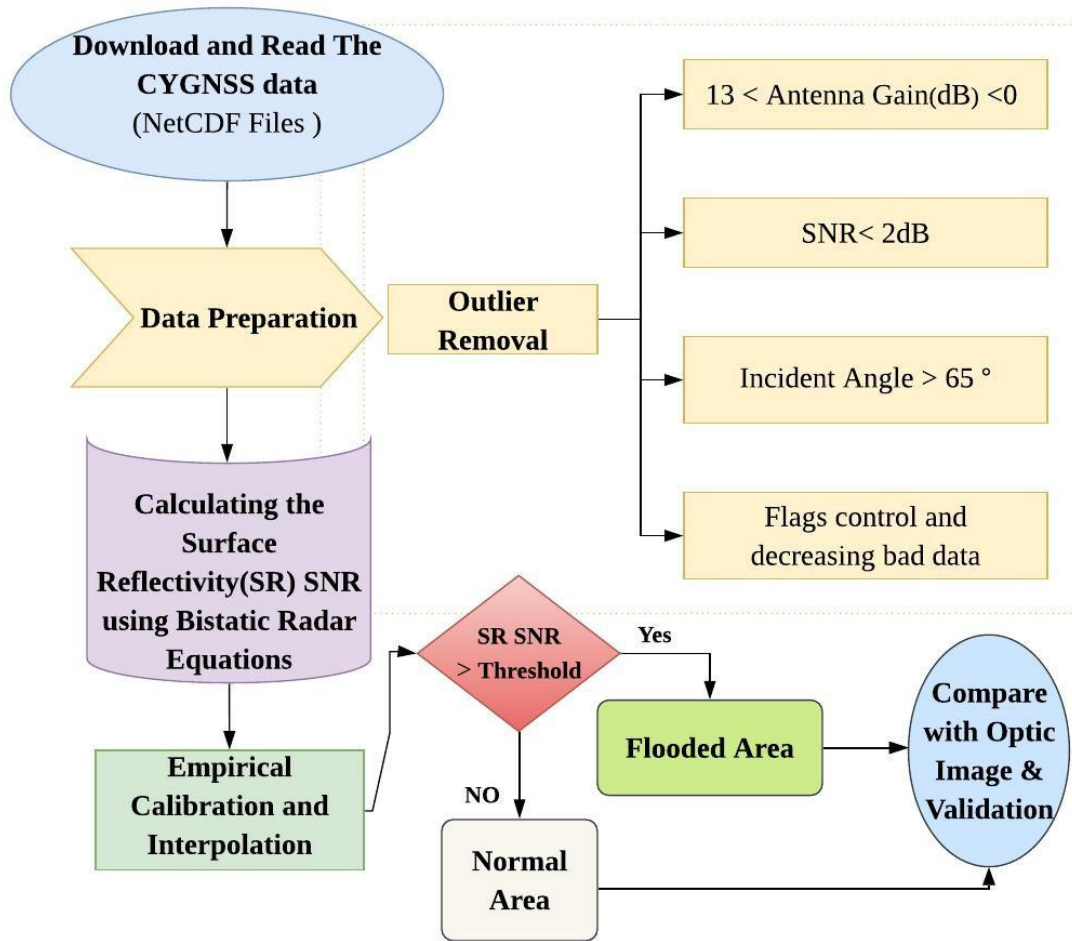 Download and Read The
CYGNSS data
(NetCDF Files )
Data Preparation
Outlier
Removal
13 < Antenna Gain(dB) <0
SNR< 2dB
Incident Angle > 65 °
Flags control and
decreasing bad data
Calculating the
Surface
Reflectivity(SR) SNR
using Bistatic Radar
Equations
Empirical
Calibration and
Interpolation
SR SNR
> Threshold
Yes
NO
Flooded Area
Normal
Area
Compare
with Optic
Image &
Validation